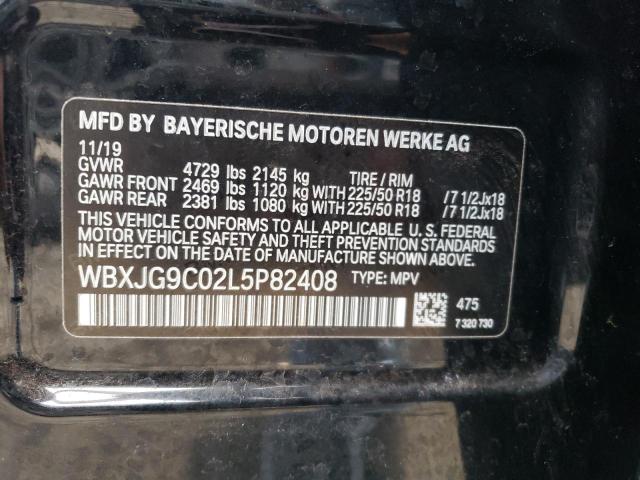 MFD BY BAYERISCHE MOTOREN WERKE AG
11/19
GVWR 4729 lbs 2145 kg TIRE / RIM
GAWR FRONT 2469 lbs 1120 kg WITH 225/50 R18 /7 1/2Jx18
GAWR REAR 2381 lbs 1080 kg WITH 225/50 R18 /7 1/2Jx18
THIS VEHICLE CONFORMS TO ALL APPLICABLE U. S. FEDERAL
MOTOR VEHICLE SAFETY AND THEFT PREVENTION STANDARDS
IN EFFECT ON THE DATE OF MANUFACTURE SHOWN ABOVE.
WBXJG9C02L5P82408 TYPE: MPV
475
7 320 730